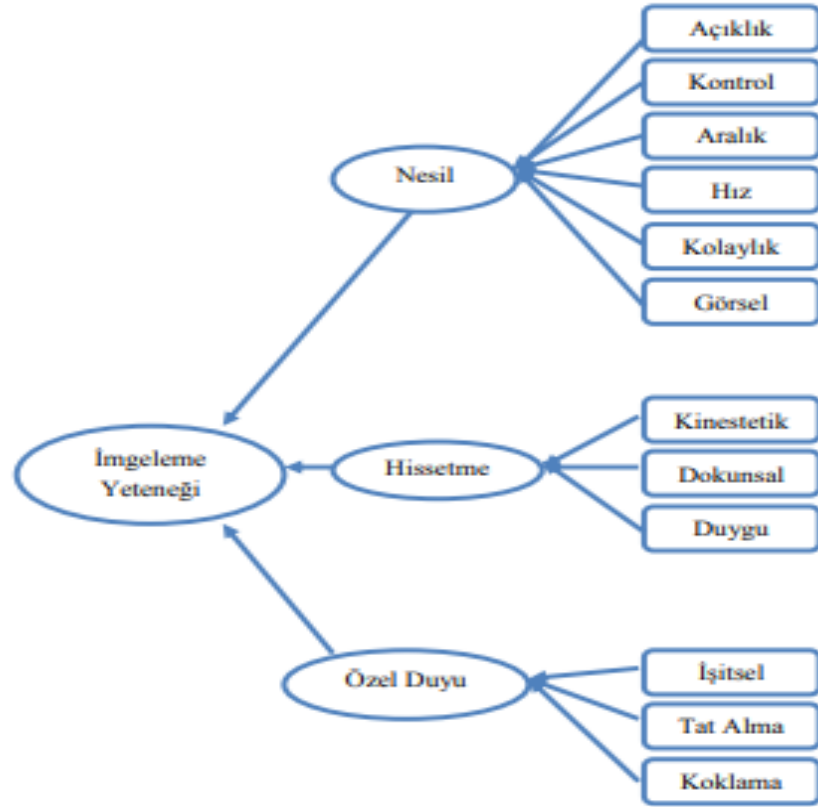 Açıklık
Kontrol
Aralık
Hız
Kolaylık
Görsel
Nesil
İmgeleme
Yeteneği
Hissetme
Kinestetik
Dokunsal
Duygu
Özel Duyu
İşitsel
Tat Alma
Koklama